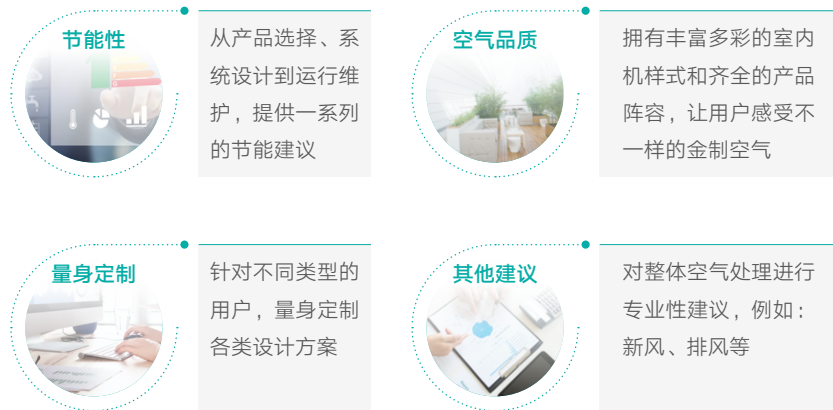 节能性
从产品选择、系
统设计到运行维
护，提供一系列
的节能建议
空气品质
拥有丰富多彩的室内
机样式和齐全的产品
阵容，让用户感受不
一样的金制空气
量身定制
针对不同类型的
用户，量身定制
各类设计方案
其他建议
对整体空气处理进行
专业性建议，例如：
新风、排风等